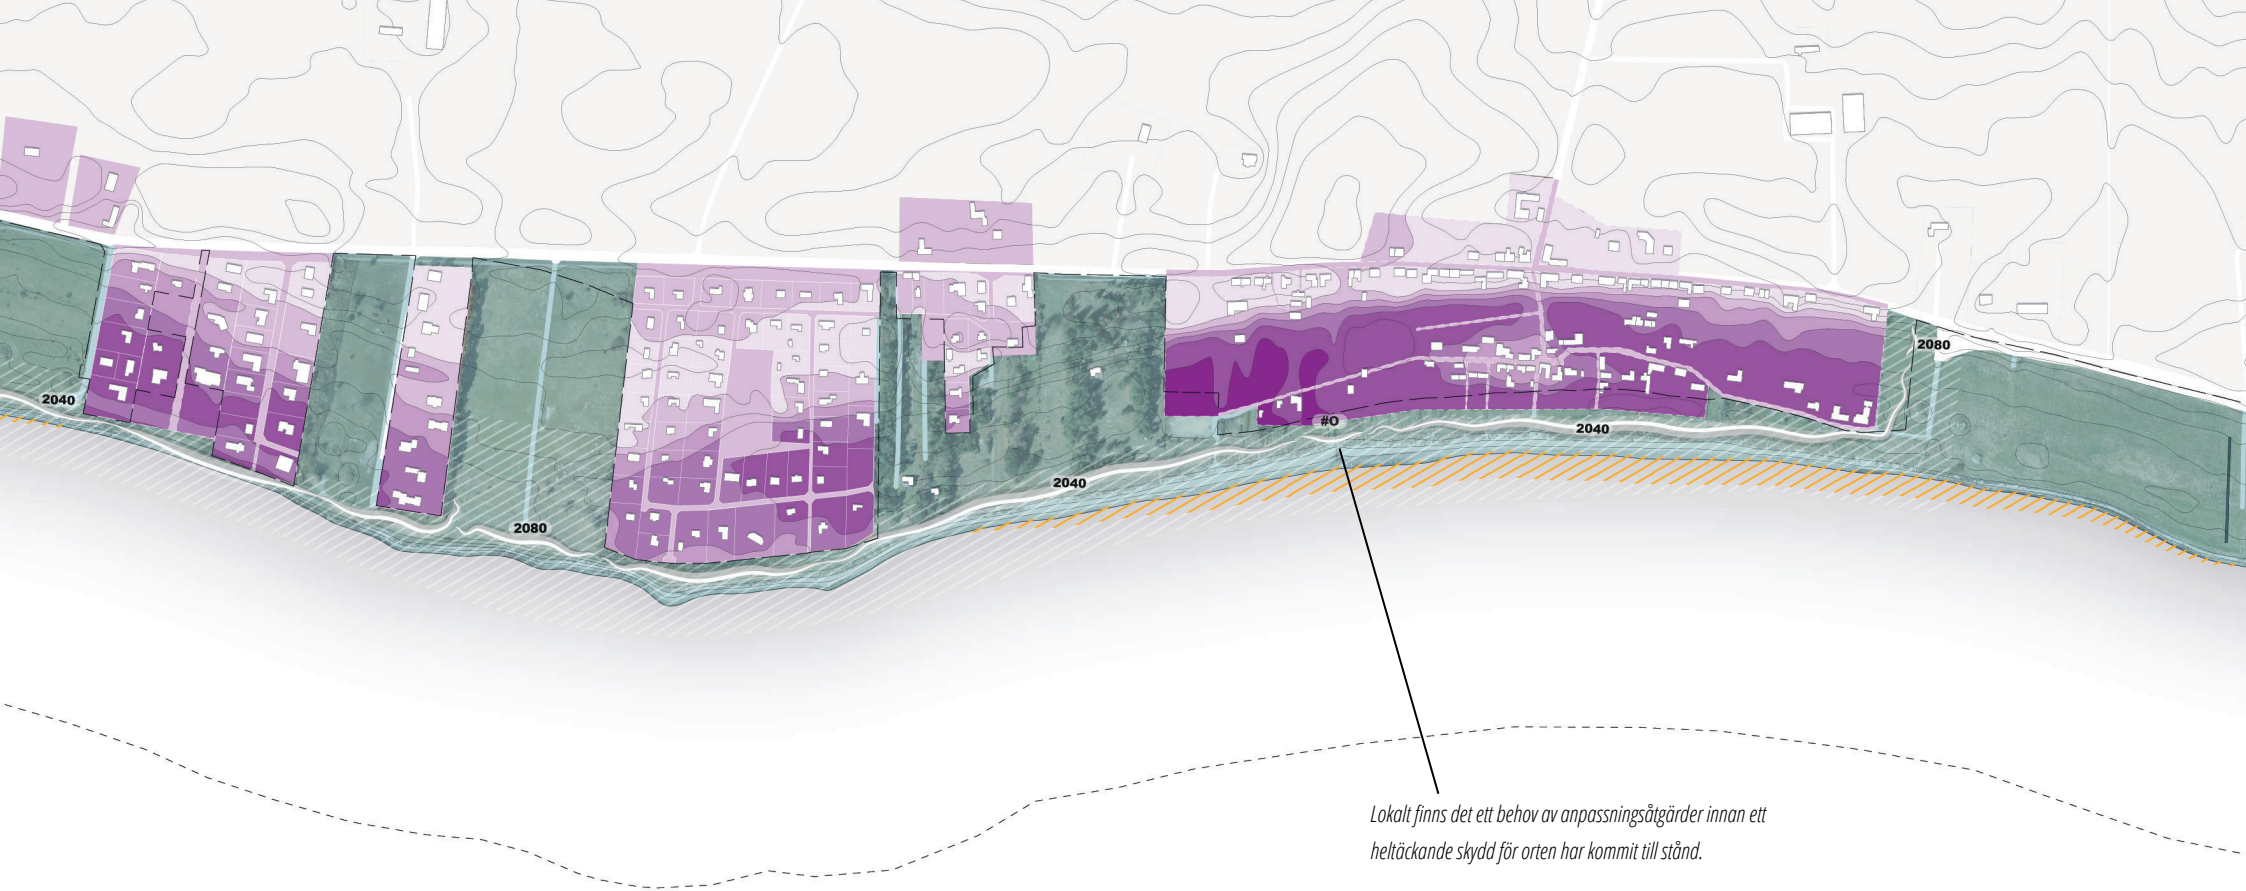 2080
2040
#O
2040
2040
2080
Lokalt finns det ett behov av anpassningsåtgärder innan ett
heltäckande skydd för orten har kommit till stånd.